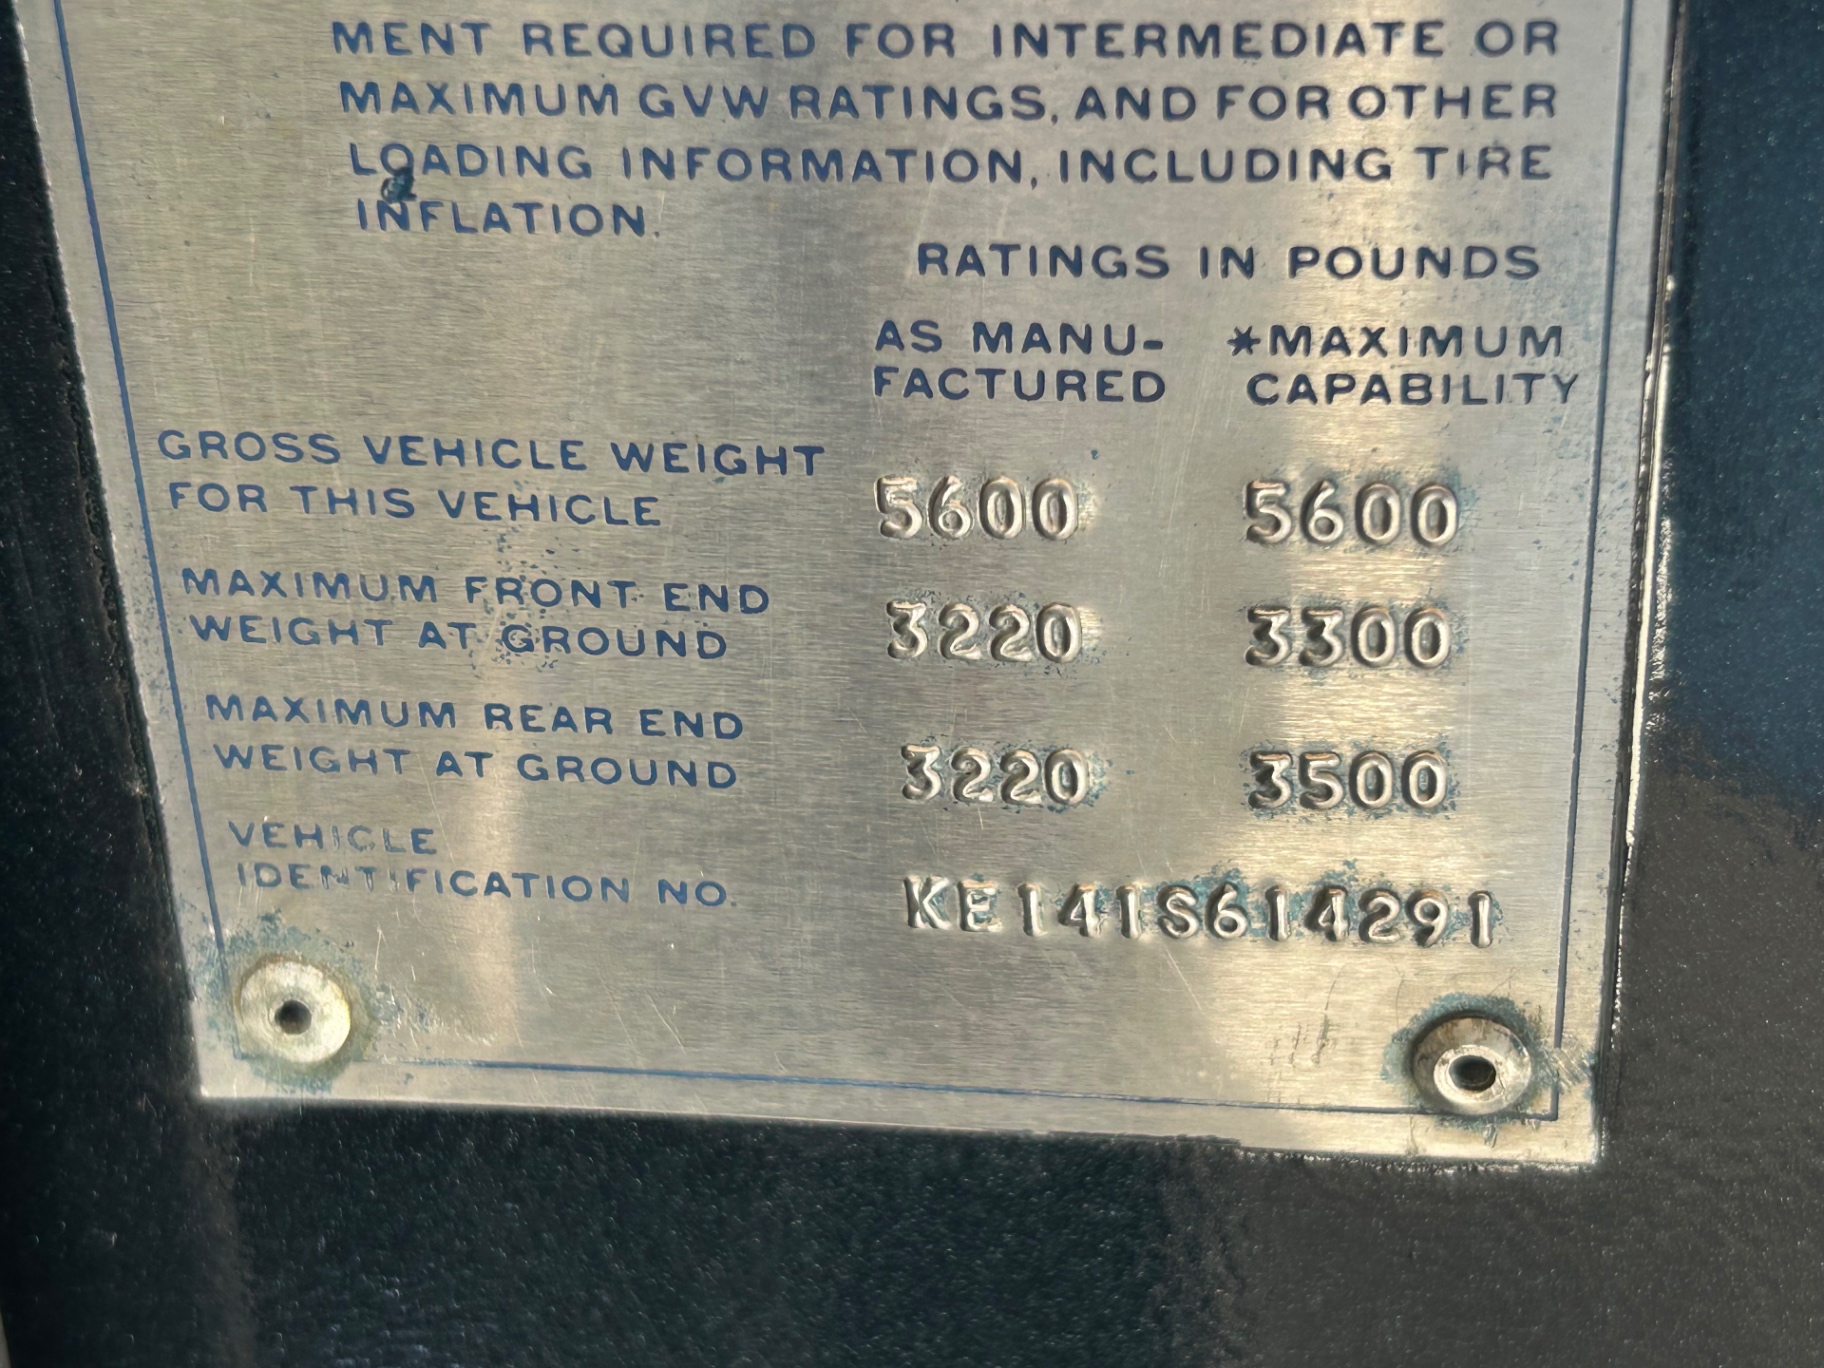 MENT REQUIRED FOR INTERMEDIATE OR
MAXIMUM GVW RATINGS, AND FOR OTHER
LOADING INFORMATION, INCLUDING TIRE
INFLATION.
RATINGS IN POUNDS
AS MANU- *MAXIMUM
FACTURED CAPABILITY
GROSS VEHICLE WEIGHT
FOR THIS VEHICLE 5600 5600
MAXIMUM FRONT END
WEIGHT AT GROUND 3220 3300
MAXIMUM REAR END
WEIGHT AT GROUND 3220 3500
VEHICLE
IDENTIFICATION NO. KE141S614291